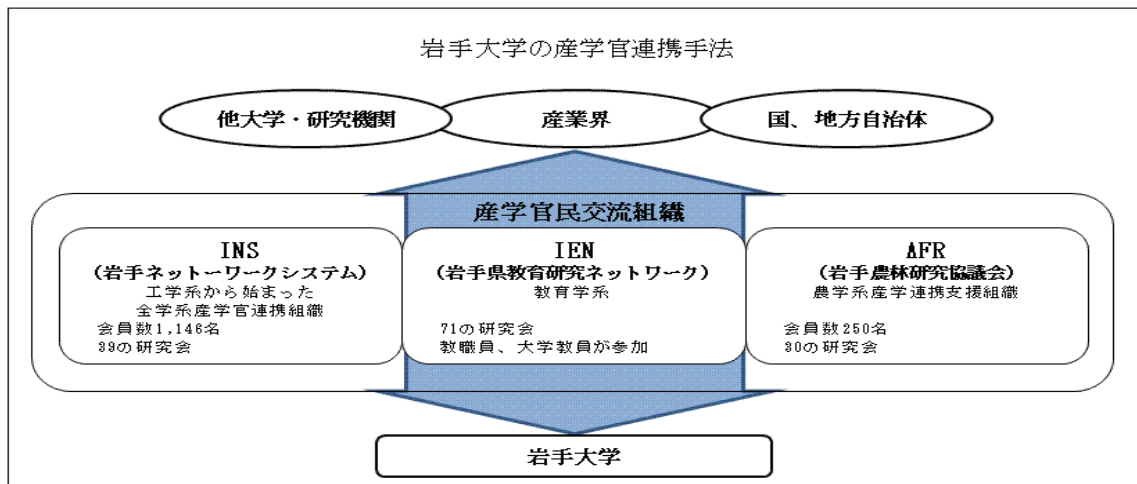 岩手大学の産学官連携手法
他大学・研究機関
産業界
国、地方自治体
産学官民交流組織
INS
(岩手ネットーワークシステム)
工学系から始まった
全学系産学官連携組織
会員数1,146名
39の研究会
IEN
(岩手県教育研究ネットワーク)
教育学系
71の研究会
教職員、大学教員が参加
AFR
(岩手農林研究協議会)
農学系産学連携支援組織
会員数250名
30の研究会
岩手大学